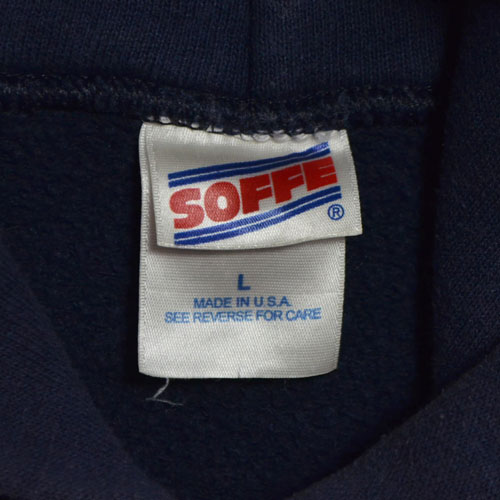 SOFFE®
L
MADE IN U.S.A.
SEE REVERSE FOR CARE